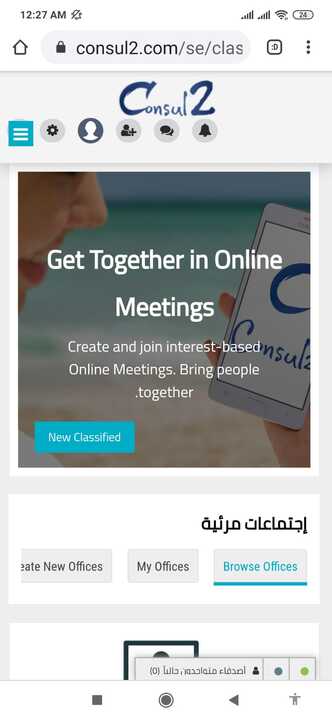 12:27 AM
24
consul2.com/se/clas
:D
Consul2
Get Together in Online
Meetings
Create and join interest-based
Online Meetings. Bring people
.together
Consul2
New Classified
إجتماعات مرئية
eate New Offices
My Offices
Browse Offices
أصدقاء متواجدون حالياً (0)